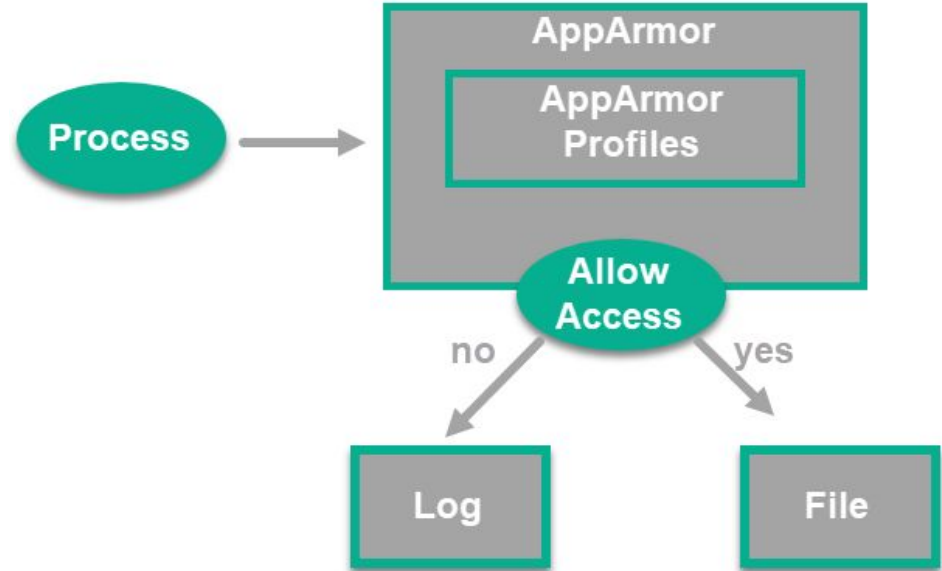 AppArmor
AppArmor
Profiles
Process
Allow
Access
no
yes
Log
File